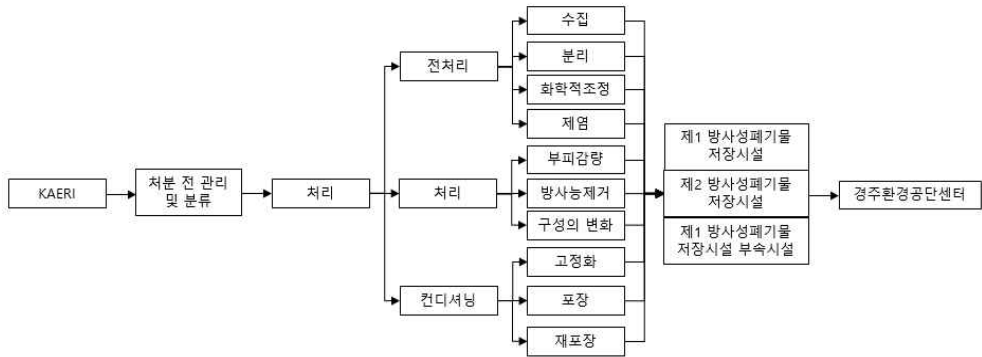 KAERI
처분 전 관리
및 분류
처리
전처리
처리
컨디셔닝
수집
분리
화학적조정
제염
부피감량
방사능제거
구성의 변화
고정화
포장
재포장
제1 방사성폐기물
저장시설
제2 방사성폐기물
저장시설
제1 방사성폐기물
저장시설 부속시설
경주환경공단센터